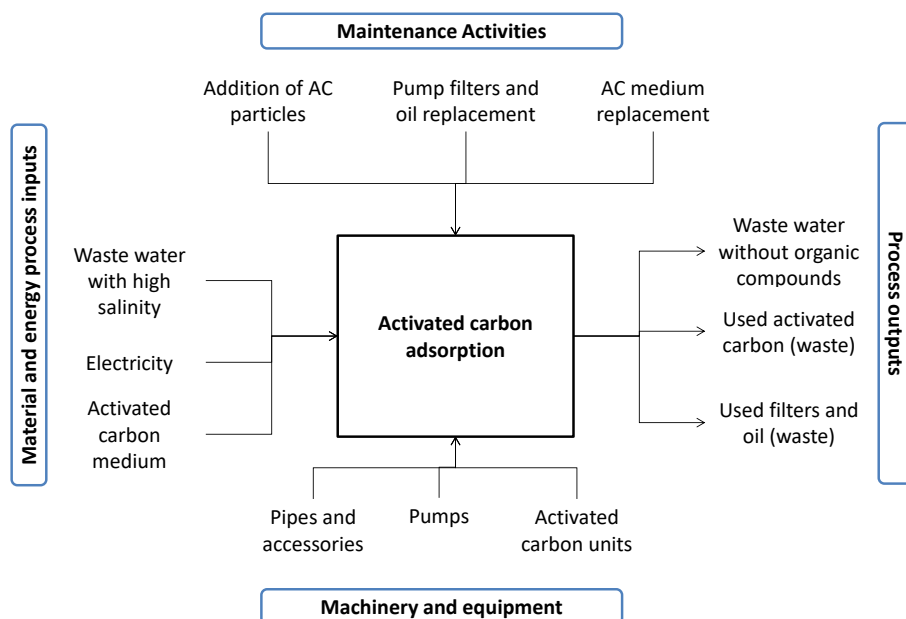 Maintenance Activities
Addition of AC
particles
Pump filters and
oil replacement
AC medium
replacement
Material and energy process inputs
Waste water
with high
salinity
Electricity
Activated
carbon
medium
Activated carbon
adsorption
Waste water
without organic
compounds
Used activated
carbon (waste)
Used filters and
oil (waste)
Process outputs
Pipes and
accessories
Pumps
Activated
carbon units
Machinery and equipment